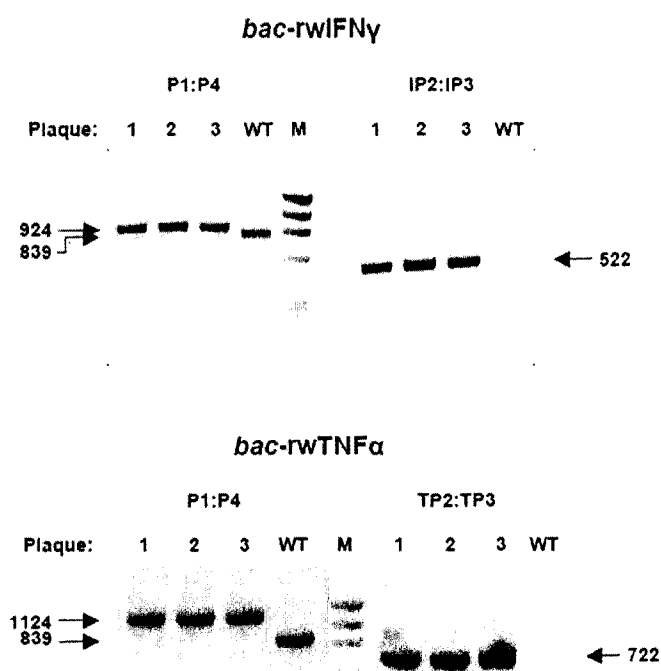 bac-rwIFNγ
P1:P4 IP2:IP3
Plaque: 1 2 3 WT M 1 2 3 WT
924
839
522
bac-rwTNFα
P1:P4 TP2:TP3
Plaque: 1 2 3 WT M 1 2 3 WT
1124
839
722